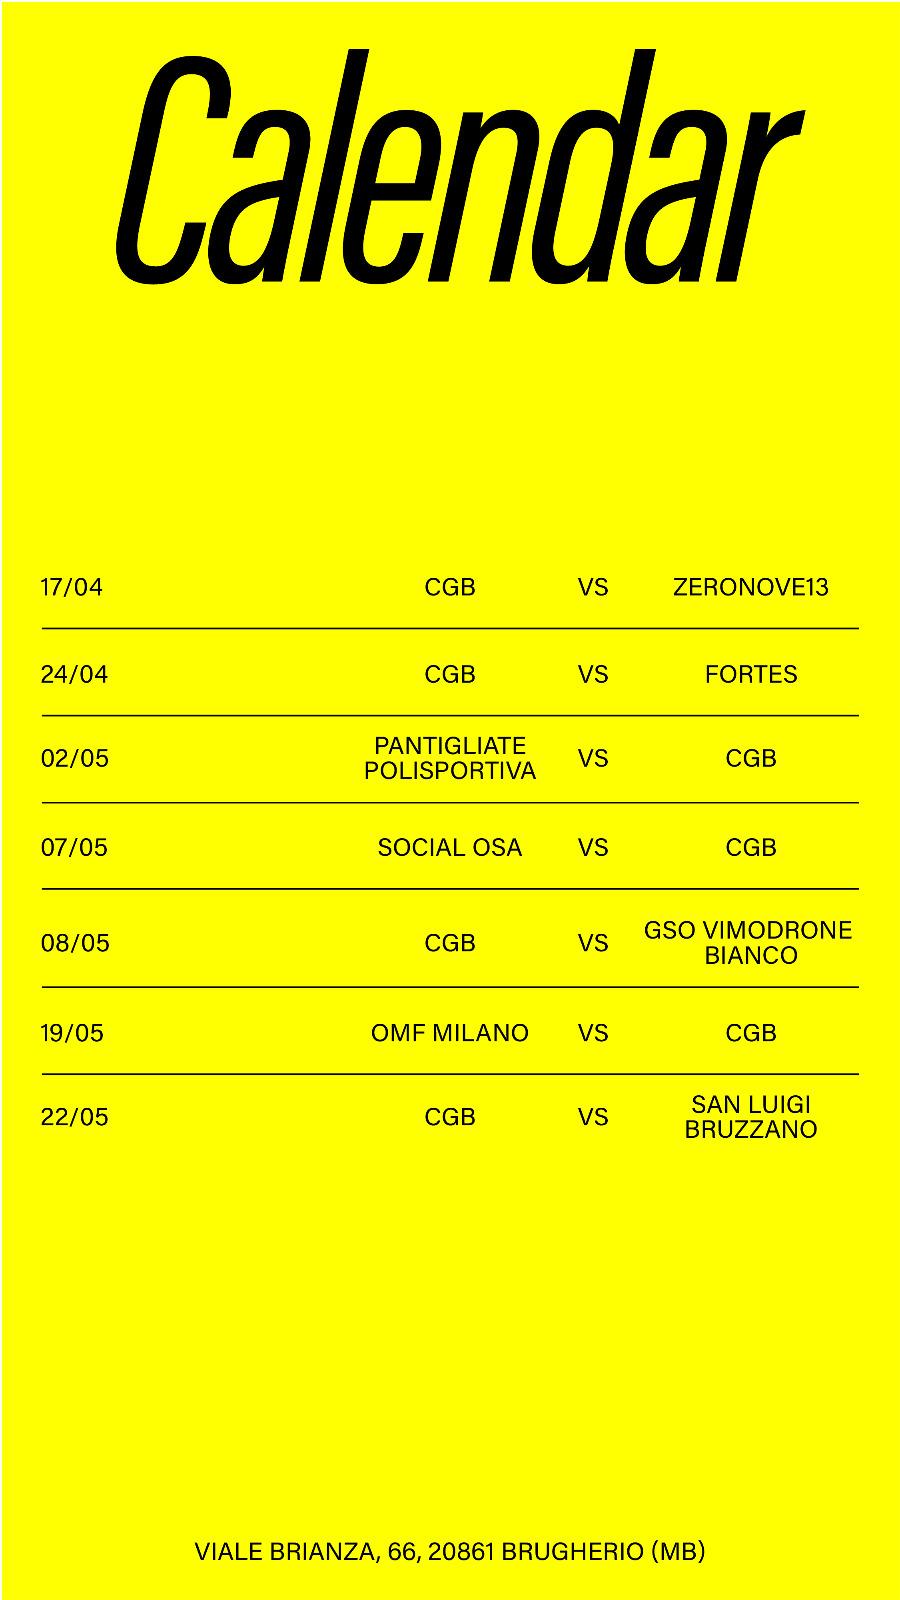 Calendar
17/04 CGB VS ZERONOVE13
24/04 CGB VS FORTES
02/05 PANTIGLIATE POLISPORTIVA VS CGB
07/05 SOCIAL OSA VS CGB
08/05 CGB VS GSO VIMODRONE BIANCO
19/05 OMF MILANO VS CGB
22/05 CGB VS SAN LUIGI BRUZZANO
VIALE BRIANZA, 66, 20861 BRUGHERIO (MB)